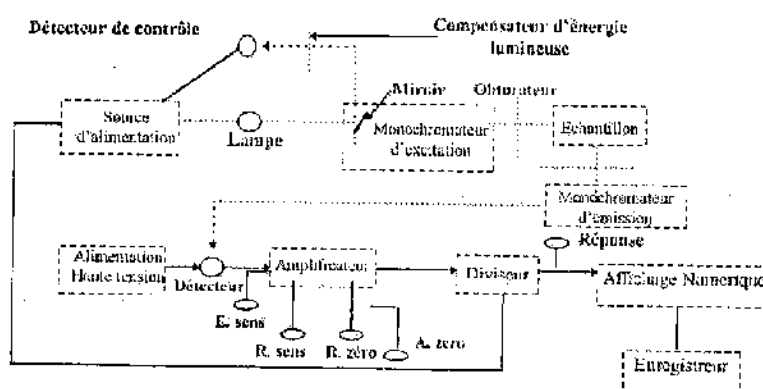 Détecteur de contrôle
Compensateur d'énergie
lumineuse
Miroir
Obturateur
Source
d'alimentation
Lampe
Monochromateur
d'excitation
Echantillon
Monochromateur
d'émission
Réponse
Alimentation
Haute tension
Détecteur
Amplificateur
Diviseur
Affichage Numérique
E. sens
R. sens
R. zéro
A. zero
Enregistreur